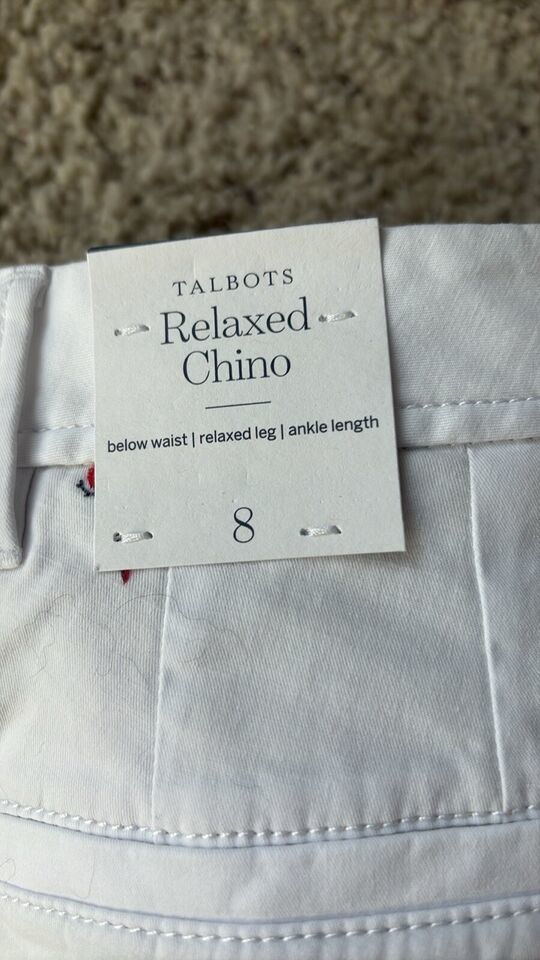 TALBOTS
Relaxed
Chino
below waist | relaxed leg | ankle length
8